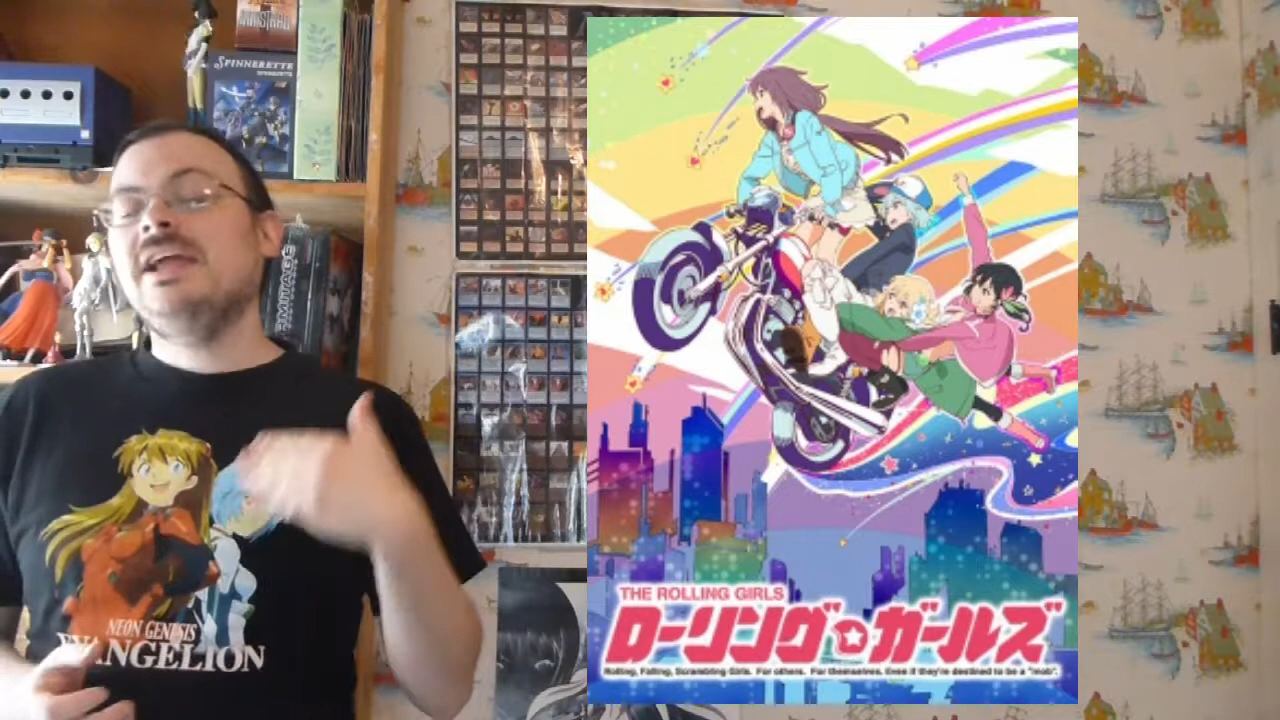 SPINNERETTE
NEON GENESIS
EVANGELION
THE ROLLING GIRLS
ローリング☆ガールズ
Rolling, Falling, Scrambling Girls. For others. For themselves. Even if they're destined to be a "mob".